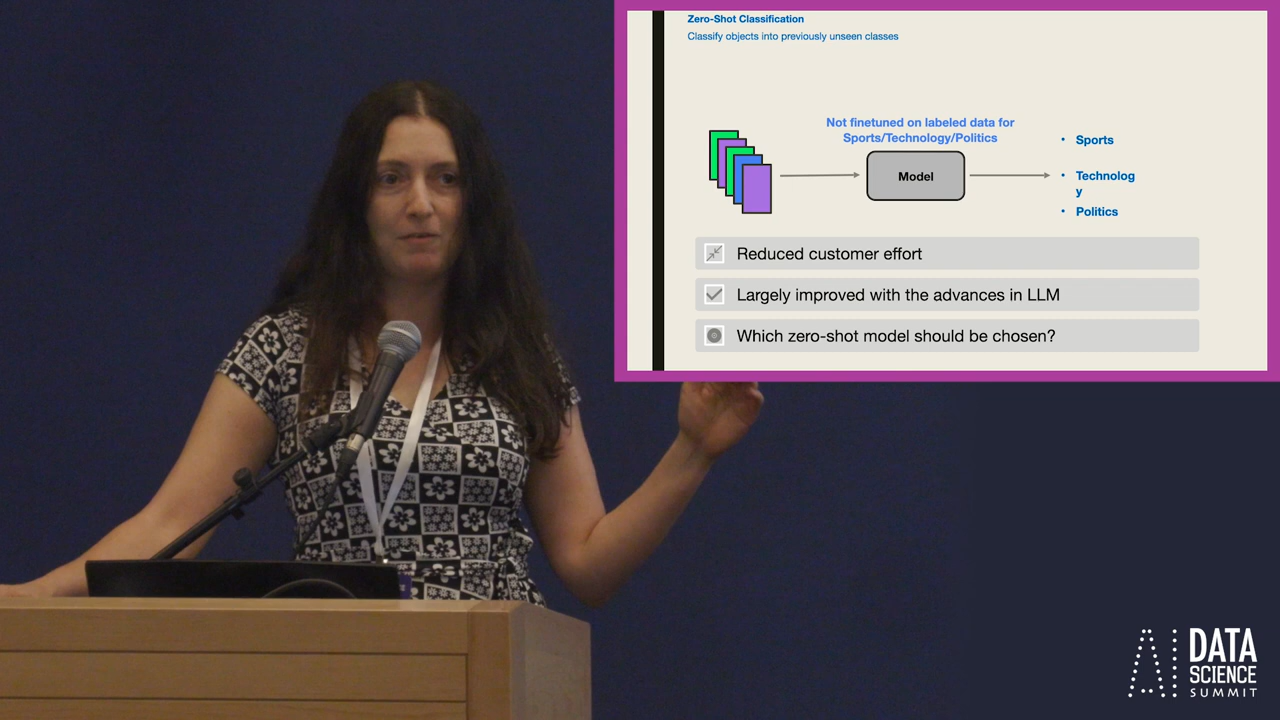 Zero-Shot Classification
Classify objects into previously unseen classes
Not finetuned on labeled data for
Sports/Technology/Politics
Model
• Sports
• Technolog
y
• Politics
Reduced customer effort
Largely improved with the advances in LLM
Which zero-shot model should be chosen?
AI DATA
SCIENCE
SUMMIT